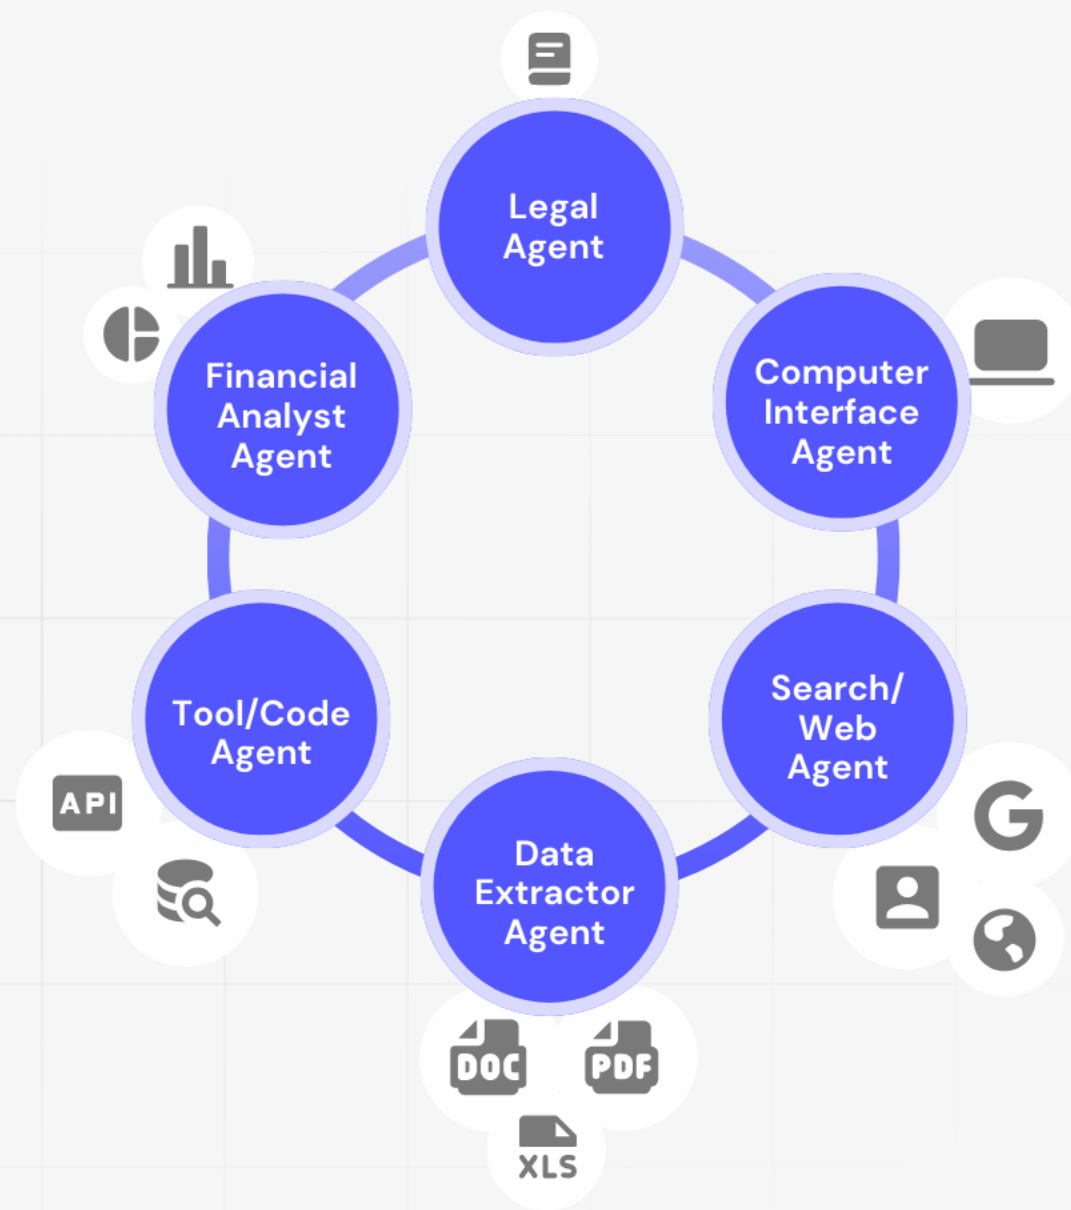 Legal
Agent
Financial
Analyst
Agent
Computer
Interface
Agent
Tool/Code
Agent
Search/
Web
Agent
API
Data
Extractor
Agent
G
DOC
PDF
XLS